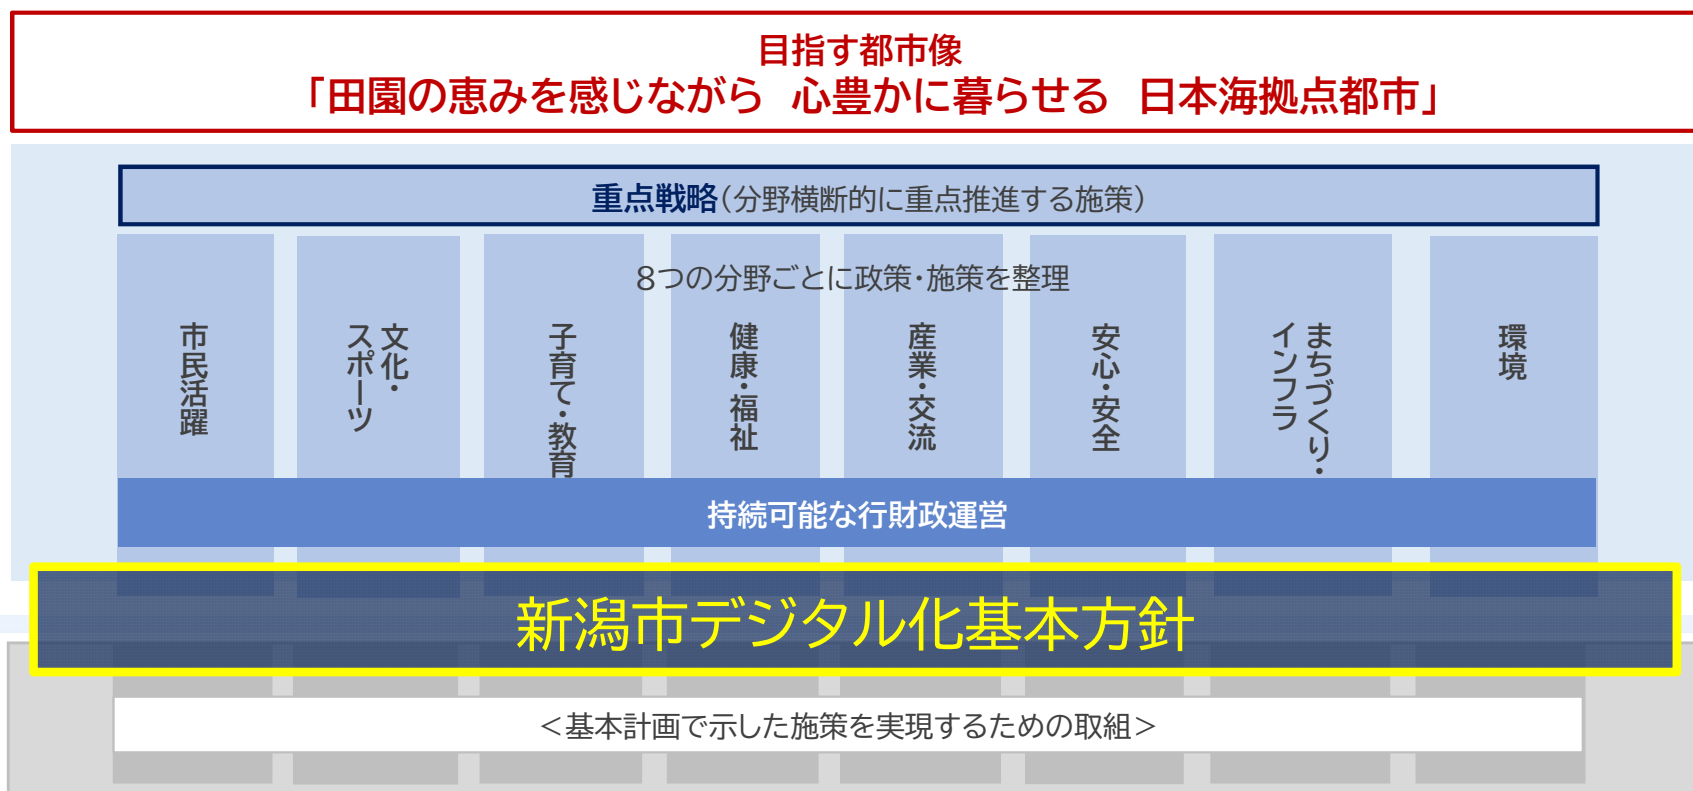 目指す都市像
「田園の恵みを感じながら 心豊かに暮らせる 日本海拠点都市」
重点戦略(分野横断的に重点推進する施策)
8つの分野ごとに政策・施策を整理
市民活躍
文化・
スポーツ
子育て・教育
健康・福祉
産業・交流
安心・安全
まちづくり・
インフラ
環境
持続可能な行財政運営
新潟市デジタル化基本方針
<基本計画で示した施策を実現するための取組>